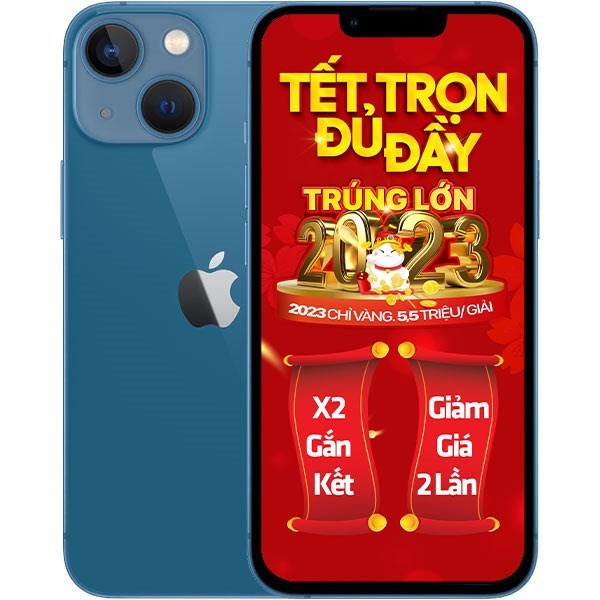 TẾT, TRỌN
ĐỦ ĐẦY
TRÚNG LỚN
2023
2023 CHỈ VÀNG. 5,5 TRIỆU/ GIẢI
X2
Gắn
Kết
Giảm
Giá
2 Lần